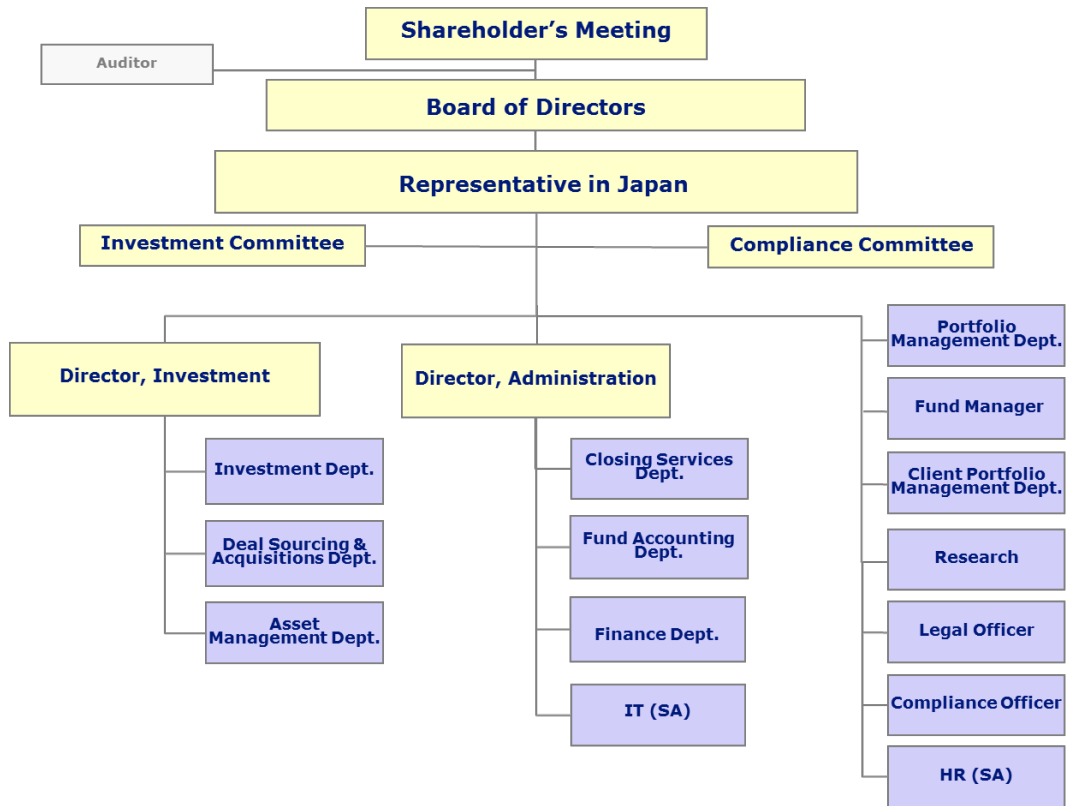 Shareholder’s Meeting
Auditor
Board of Directors
Representative in Japan
Investment Committee
Compliance Committee
Director, Investment
Investment Dept.
Deal Sourcing &
Acquisitions Dept.
Asset
Management Dept.
Director, Administration
Closing Services
Dept.
Fund Accounting
Dept.
Finance Dept.
IT (SA)
Portfolio
Management Dept.
Fund Manager
Client Portfolio
Management Dept.
Research
Legal Officer
Compliance Officer
HR (SA)